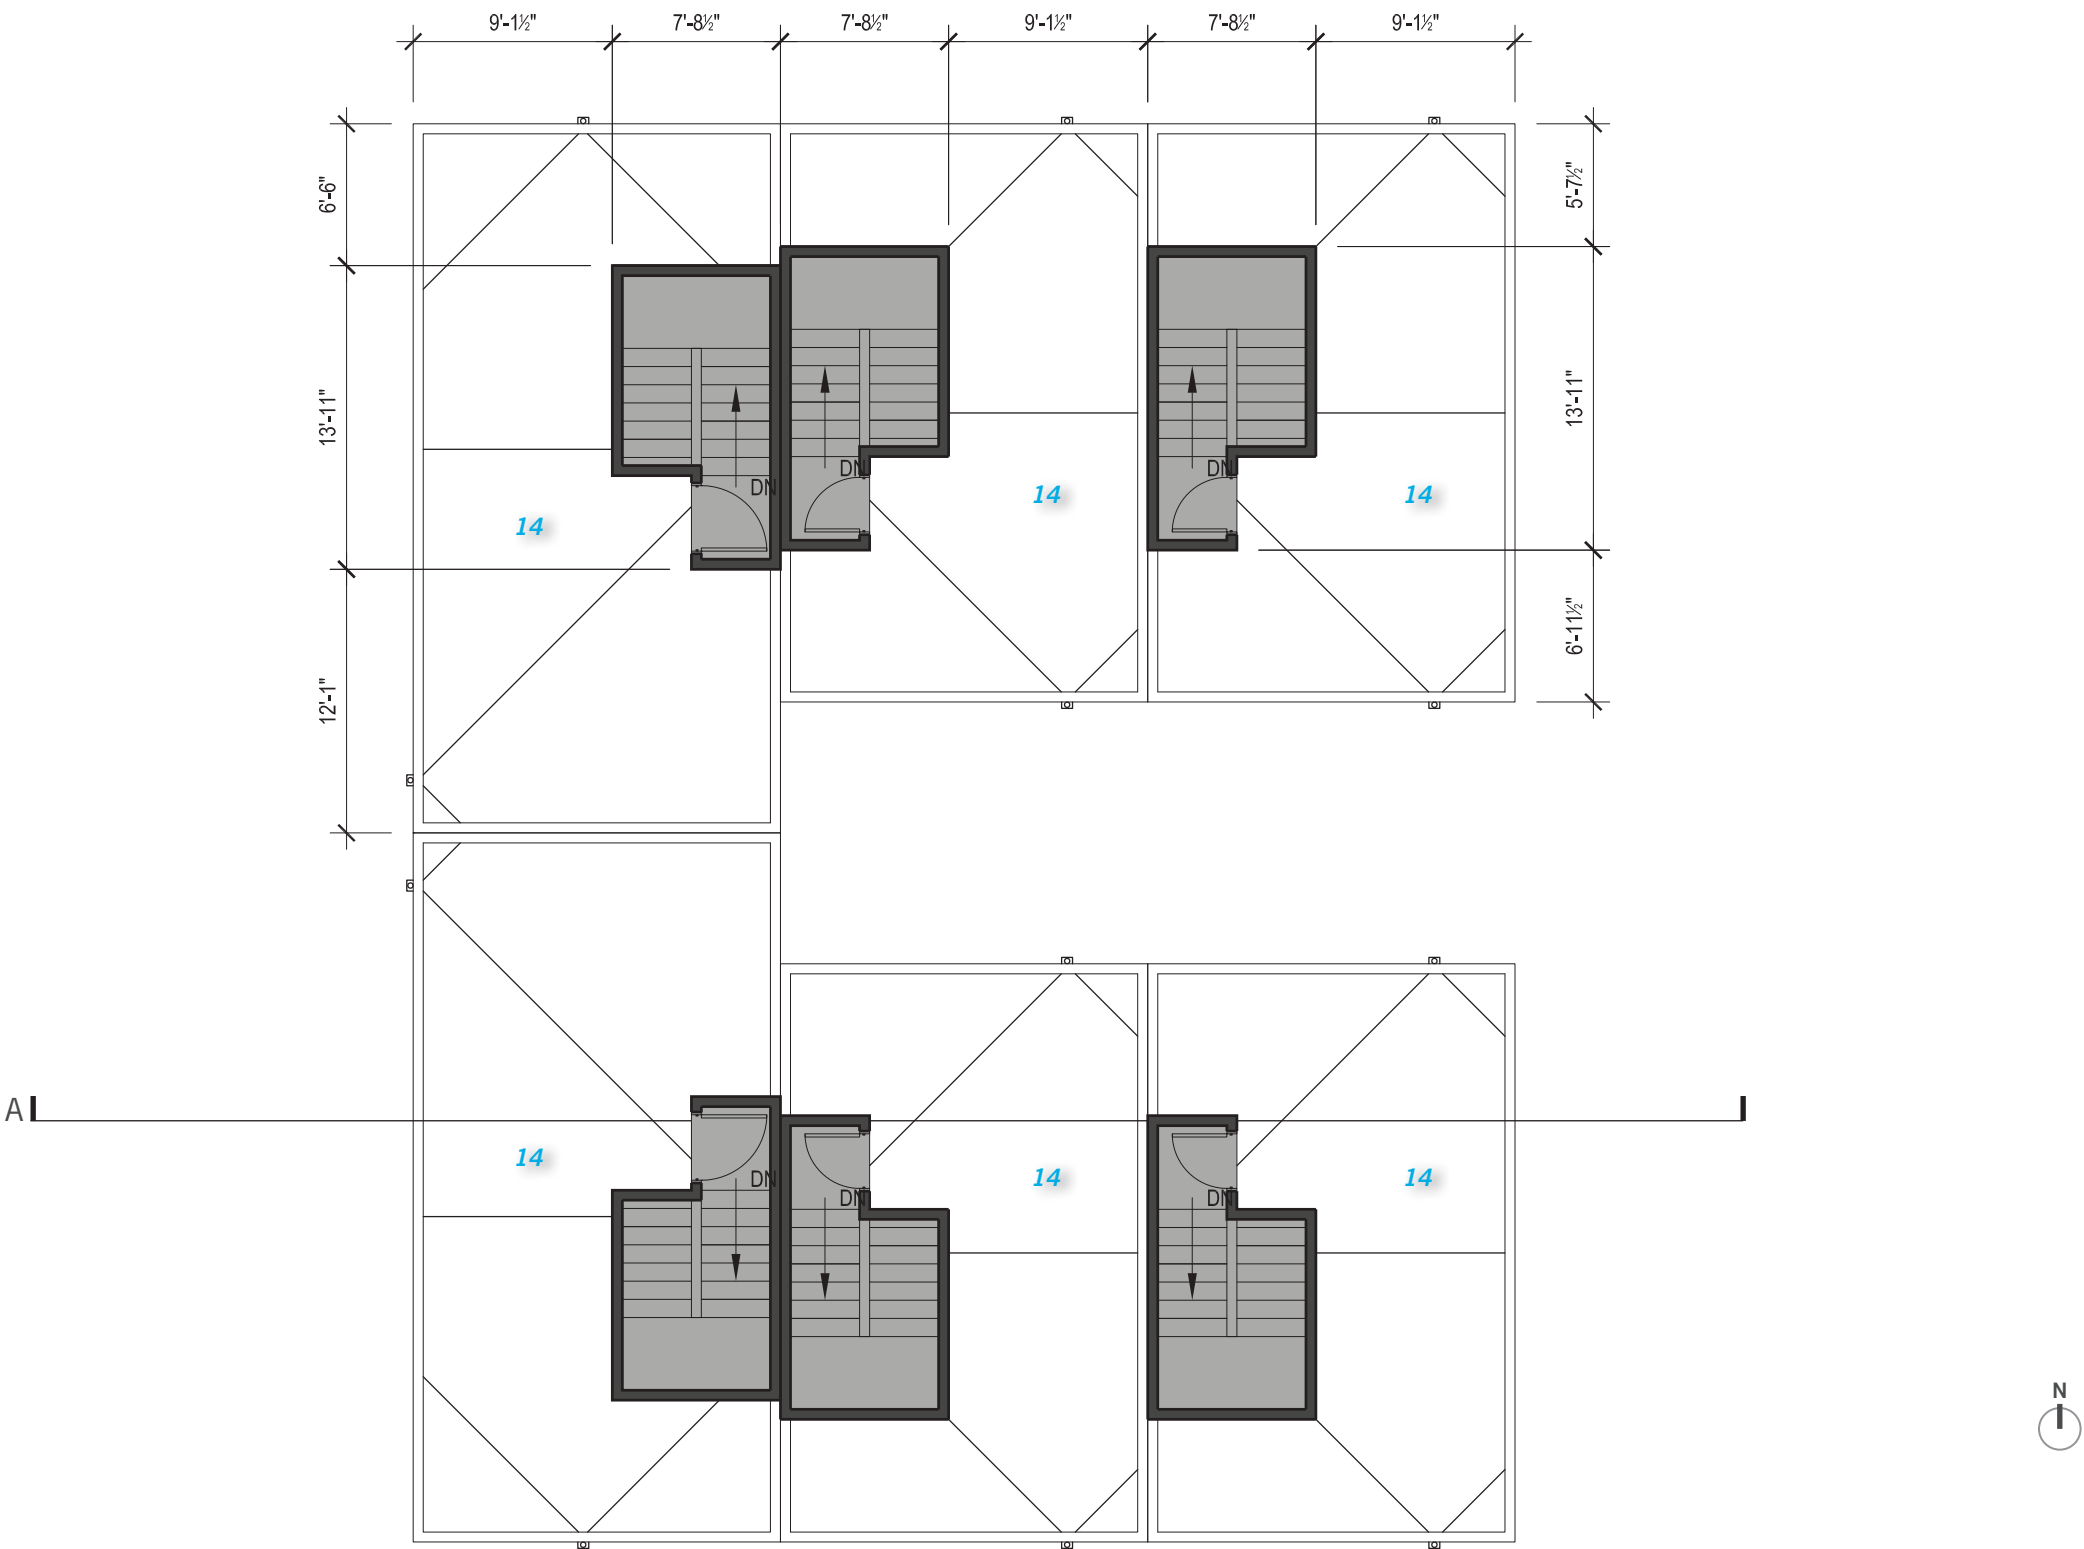 9'-1½" 7'-8½" 7'-8½" 9'-1½" 7'-8½" 9'-1½"
6'-6"
5'-7½"
13'-11"
13'-11"
DN DN DN
14 14 14
6'-11½"
12'-1"
A
14 14 14
DN DN DN
N